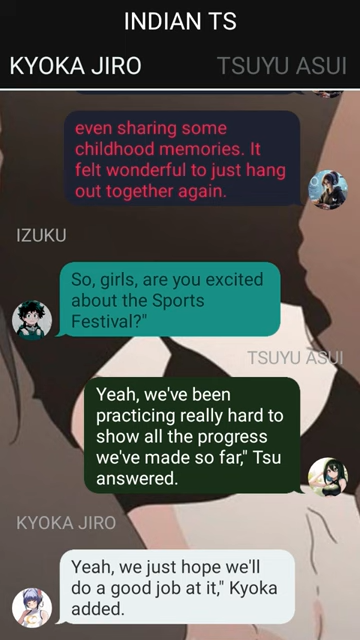 INDIAN TS
KYOKA JIRO
TSUYU ASUI
even sharing some
childhood memories. It
felt wonderful to just hang
out together again.
IZUKU
So, girls, are you excited
about the Sports
Festival?"
TSUYU ASUI
Yeah, we've been
practicing really hard to
show all the progress
we've made so far," Tsu
answered.
KYOKA JIRO
Yeah, we just hope we'll
do a good job at it," Kyoka
added.